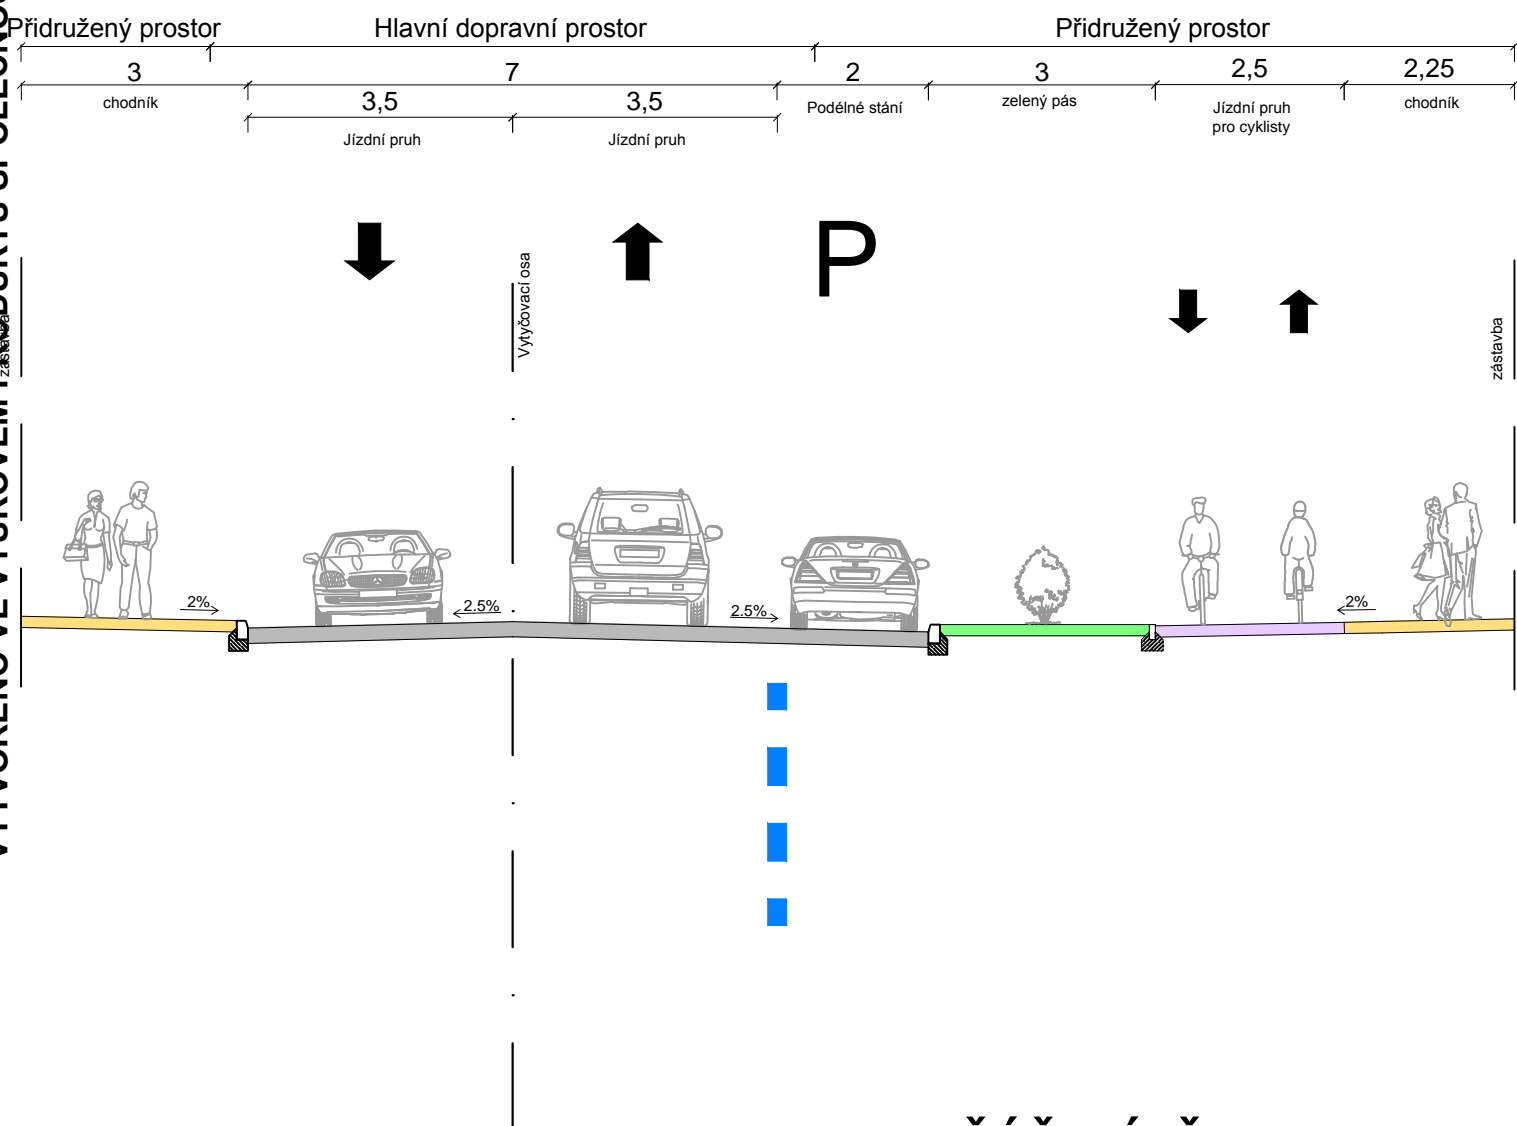 Přidružený prostor
Hlavní dopravní prostor
Přidružený prostor
3
7
2
3
2,5
2,25
chodník
3,5
3,5
Podélné stání
zelený pás
Jízdní pruh
pro cyklisty
chodník
Jízdní pruh
Jízdní pruh
P
Vytyčovací osa
zástavba
zástavba
2%
2.5%
2.5%
2%